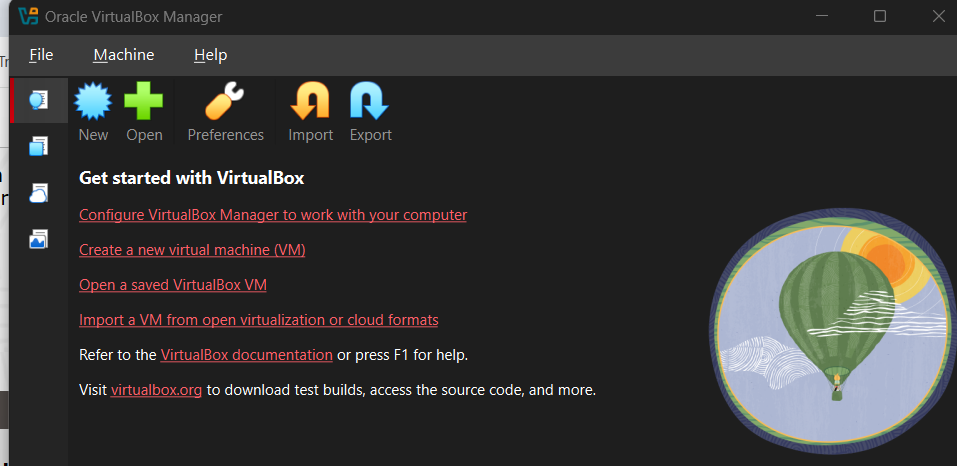 Oracle VirtualBox Manager
File Machine Help
New Open Preferences Import Export
Get started with VirtualBox
Configure VirtualBox Manager to work with your computer
Create a new virtual machine (VM)
Open a saved VirtualBox VM
Import a VM from open virtualization or cloud formats
Refer to the VirtualBox documentation or press F1 for help.
Visit virtualbox.org to download test builds, access the source code, and more.